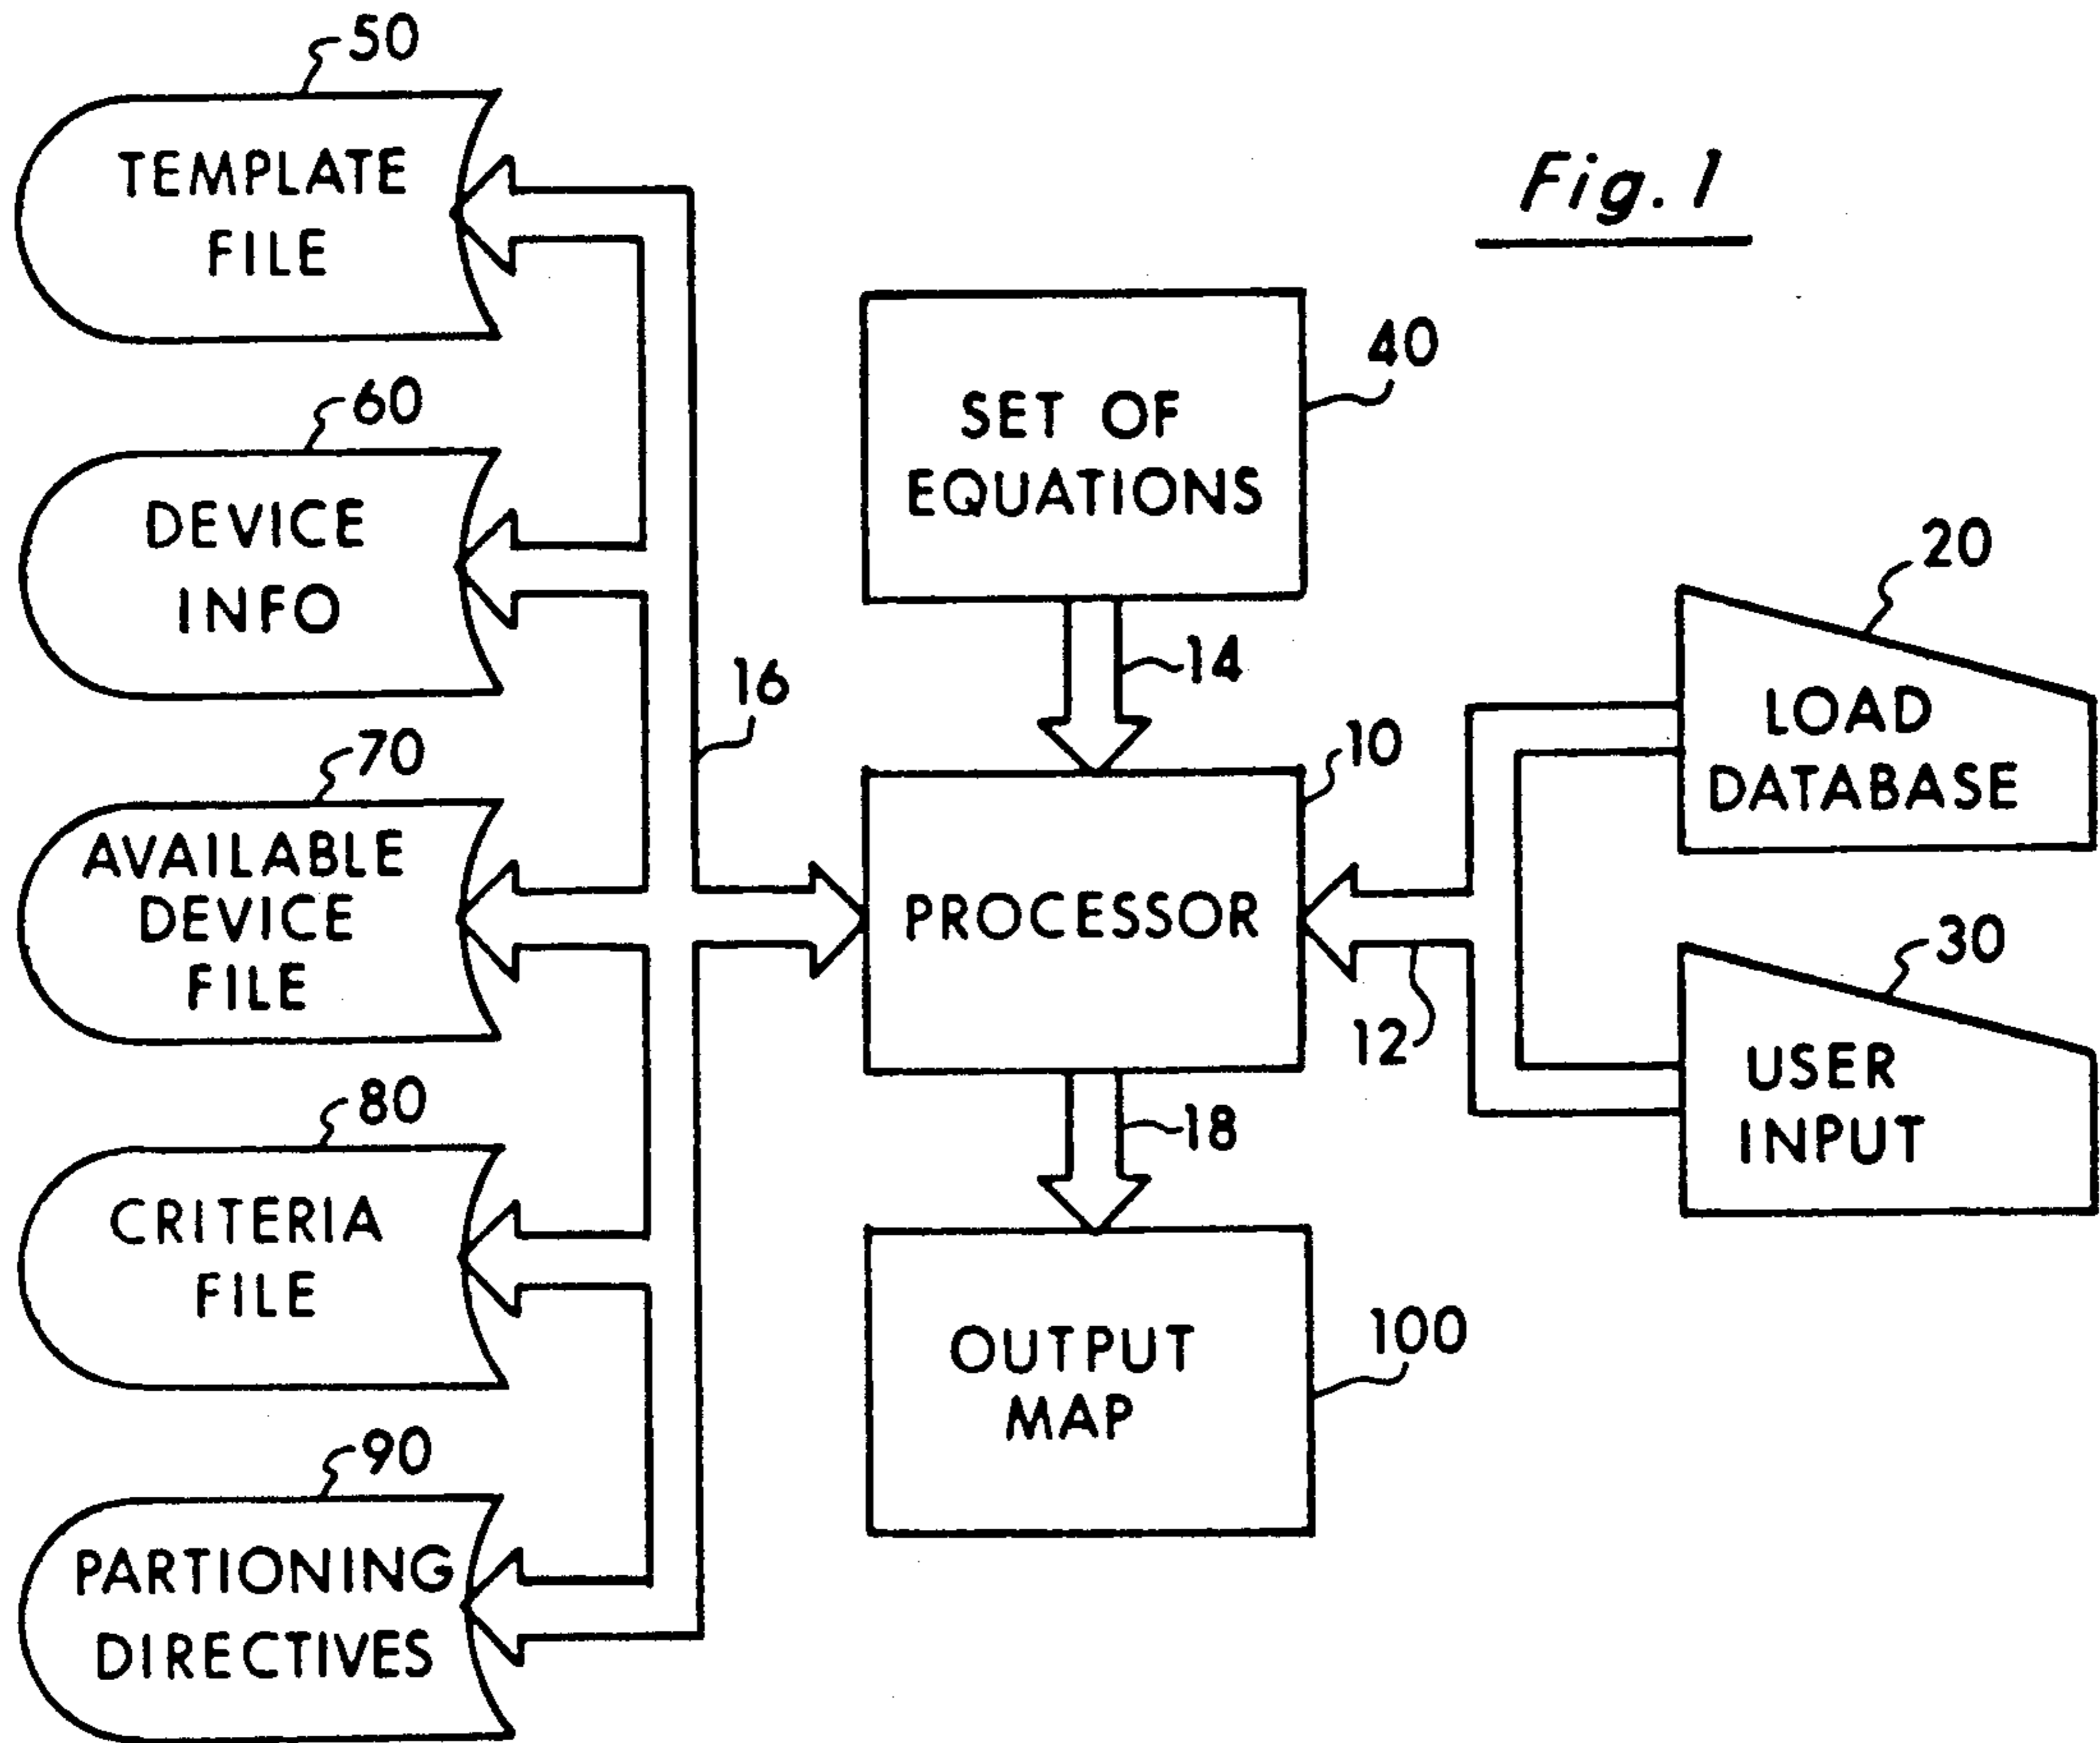 50
TEMPLATE
FILE
Fig. 1
40
SET OF
EQUATIONS
60
DEVICE
INFO
20
LOAD
DATABASE
16
14
10
70
AVAILABLE
DEVICE
FILE
PROCESSOR
12
30
USER
INPUT
80
CRITERIA
FILE
18
100
OUTPUT
MAP
90
PARTIONING
DIRECTIVES